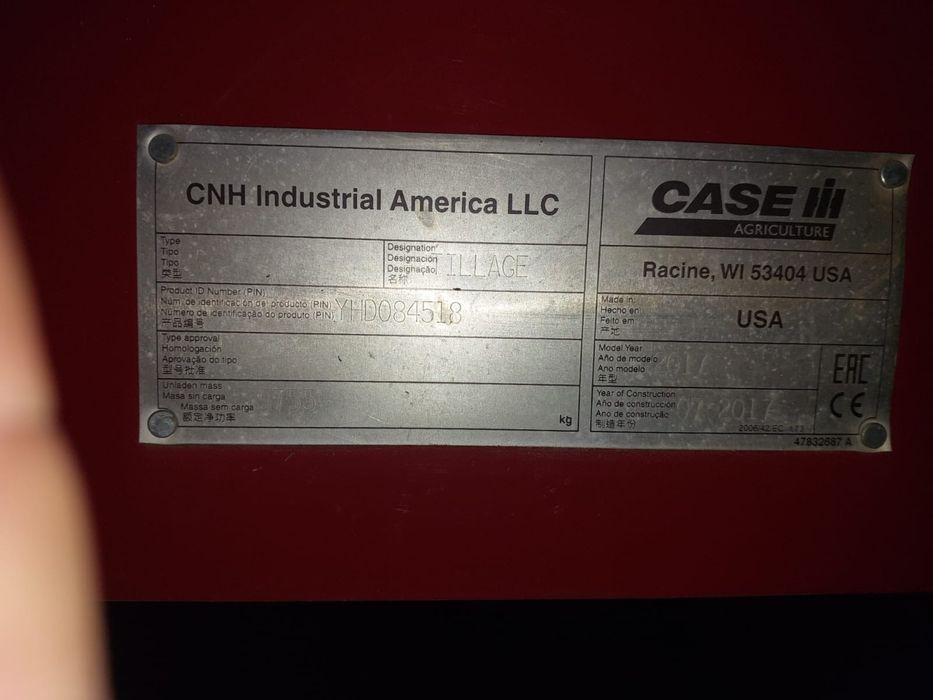 CNH Industrial America LLC
CASE IH
AGRICULTURE
Racine, WI 53404 USA
Type
Tipo
Tipo
类型
Designation
Designación
Designação
名称
ILLAGE
Product ID Number (PIN)
Núm. de identificación del producto (PIN)
Número de identificação do produto (PIN)
产品编号
YHD084518
Made in:
Hecho en:
Feito em:
产地
USA
Type approval
Homologación
Aprovação do tipo
型号批准
Model Year
Año de modelo
Ano modelo
年型
2017
EAC
CE
Unladen mass
Masa sin carga
Massa sem carga
额定净功率
kg
Year of Construction
Año de construcción
Ano de construção
制造年份
2017
2006/42/EC
47832687 A